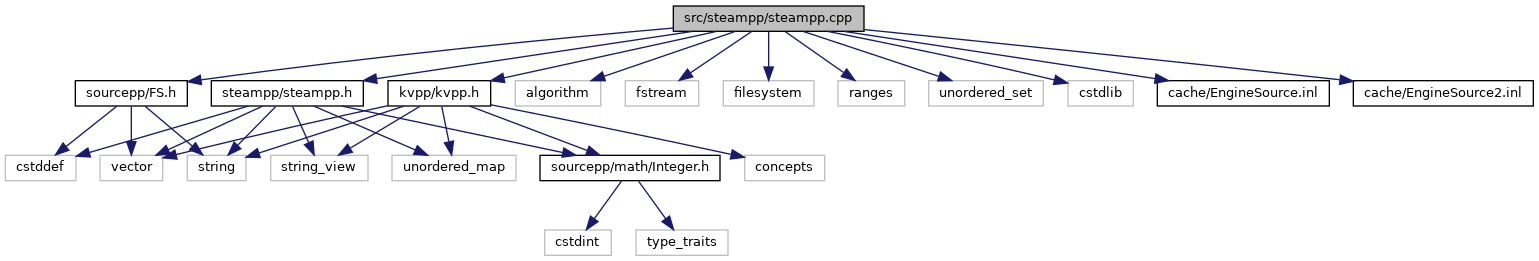 src/steampp/steampp.cpp
sourcepp/FS.h
steampp/steampp.h
kvpp/kvpp.h
algorithm
fstream
filesystem
ranges
unordered_set
cstdlib
cache/EngineSource.inl
cache/EngineSource2.inl
cstddef
vector
string
string_view
unordered_map
sourcepp/math/Integer.h
concepts
cstdint
type_traits